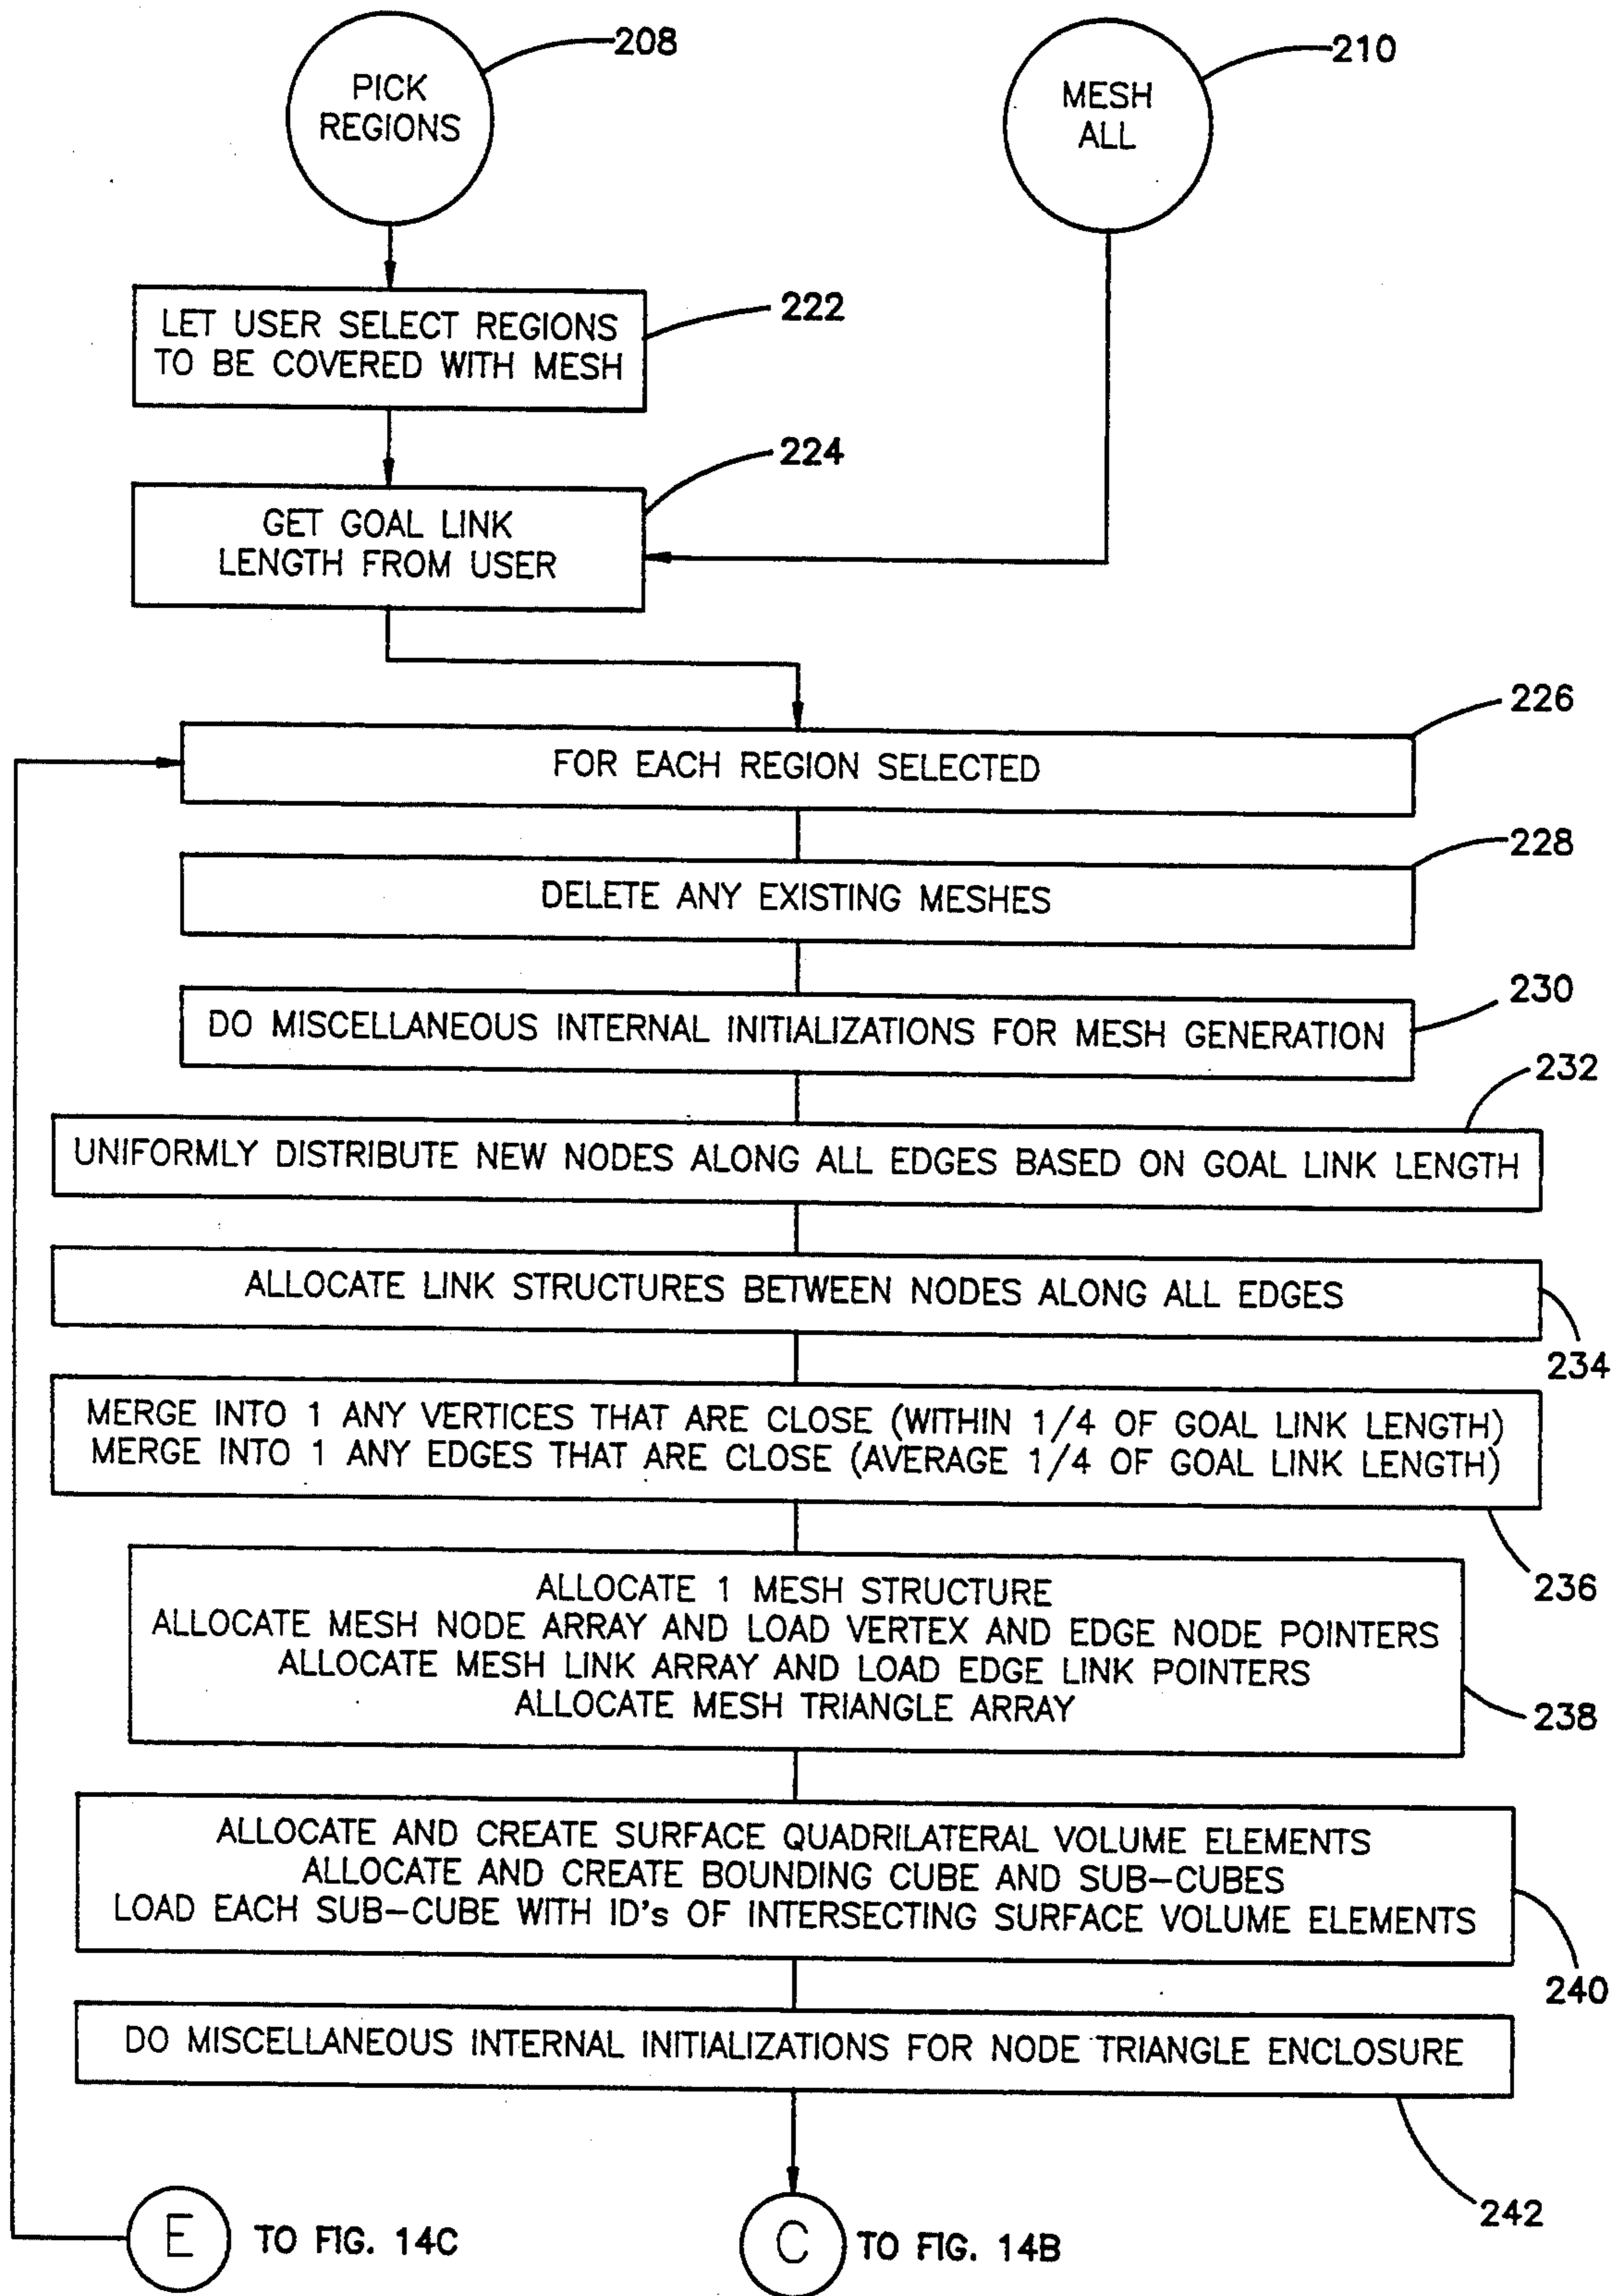 PICK
REGIONS
208
MESH
ALL
210
LET USER SELECT REGIONS
TO BE COVERED WITH MESH
222
GET GOAL LINK
LENGTH FROM USER
224
FOR EACH REGION SELECTED
226
DELETE ANY EXISTING MESHES
228
DO MISCELLANEOUS INTERNAL INITIALIZATIONS FOR MESH GENERATION
230
UNIFORMLY DISTRIBUTE NEW NODES ALONG ALL EDGES BASED ON GOAL LINK LENGTH
232
ALLOCATE LINK STRUCTURES BETWEEN NODES ALONG ALL EDGES
234
MERGE INTO 1 ANY VERTICES THAT ARE CLOSE (WITHIN 1/4 OF GOAL LINK LENGTH)
MERGE INTO 1 ANY EDGES THAT ARE CLOSE (AVERAGE 1/4 OF GOAL LINK LENGTH)
236
ALLOCATE 1 MESH STRUCTURE
ALLOCATE MESH NODE ARRAY AND LOAD VERTEX AND EDGE NODE POINTERS
ALLOCATE MESH LINK ARRAY AND LOAD EDGE LINK POINTERS
ALLOCATE MESH TRIANGLE ARRAY
238
ALLOCATE AND CREATE SURFACE QUADRILATERAL VOLUME ELEMENTS
ALLOCATE AND CREATE BOUNDING CUBE AND SUB-CUBES
LOAD EACH SUB-CUBE WITH ID's OF INTERSECTING SURFACE VOLUME ELEMENTS
240
DO MISCELLANEOUS INTERNAL INITIALIZATIONS FOR NODE TRIANGLE ENCLOSURE
242
E TO FIG. 14C
C TO FIG. 14B